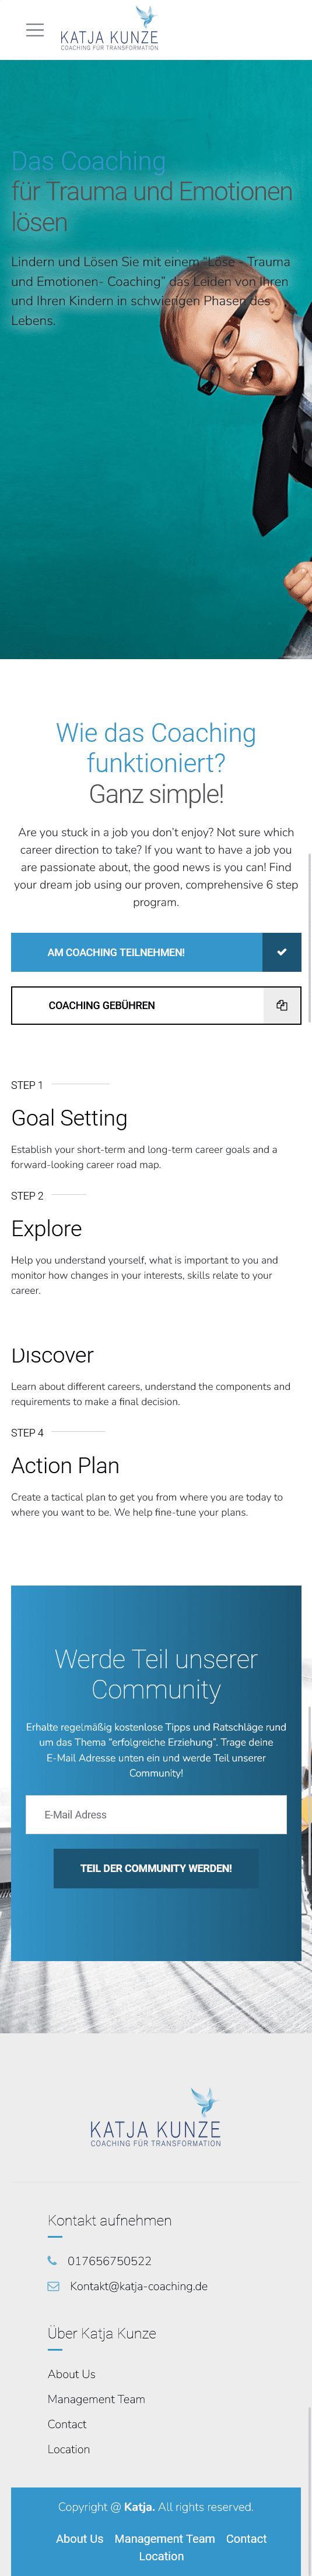 KATJA KUNZE
COACHING FÜR TRANSFORMATION
Das Coaching
für Trauma und Emotionen
lösen
Lindern und Lösen Sie mit einem “Löse - Trauma
und Emotionen- Coaching” das Leiden von Ihren
und Ihren Kindern in schwierigen Phasen des
Lebens.
Wie das Coaching
funktioniert?
Ganz simple!
Are you stuck in a job you don’t enjoy? Not sure which
career direction to take? If you want to have a job you
are passionate about, the good news is you can! Find
your dream job using our proven, comprehensive 6 step
program.
AM COACHING TEILNEHMEN!
COACHING GEBÜHREN
STEP 1
Goal Setting
Establish your short-term and long-term career goals and a
forward-looking career road map.
STEP 2
Explore
Help you understand yourself, what is important to you and
monitor how changes in your interests, skills relate to your
career.
Discover
Learn about different careers, understand the components and
requirements to make a final decision.
STEP 4
Action Plan
Create a tactical plan to get you from where you are today to
where you want to be. We help fine-tune your plans.
Werde Teil unserer
Community
Erhalte regelmäßig kostenlose Tipps und Ratschläge rund
um das Thema “erfolgreiche Erziehung”. Trage deine
E-Mail Adresse unten ein und werde Teil unserer
Community!
E-Mail Adress
TEIL DER COMMUNITY WERDEN!
KATJA KUNZE
COACHING FÜR TRANSFORMATION
Kontakt aufnehmen
017656750522
Kontakt@katja-coaching.de
Über Katja Kunze
About Us
Management Team
Contact
Location
Copyright @ Katja. All rights reserved.
About Us Management Team Contact
Location